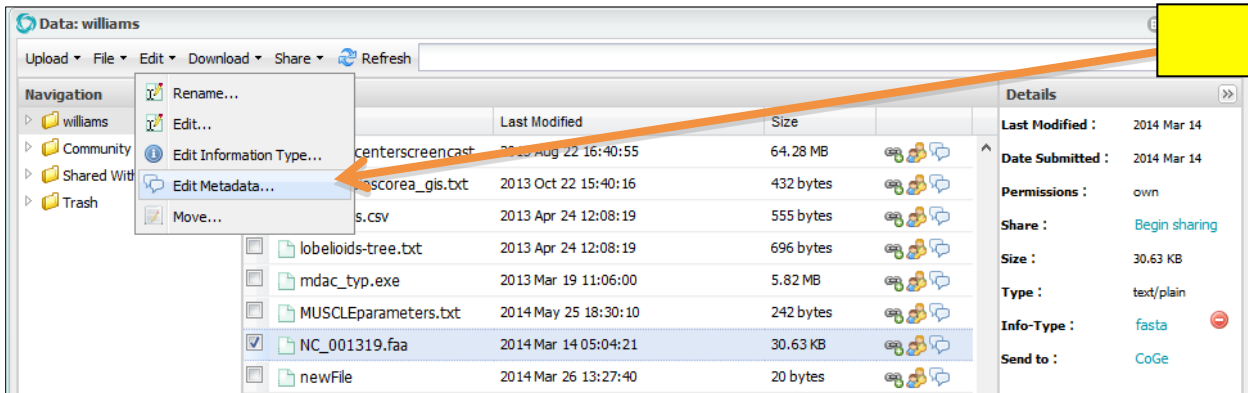 Data: williams
Upload File Edit Download Share Refresh
Navigation
williams
Community
Shared With
Trash
Rename...
Edit...
Edit Information Type...
Edit Metadata...
Move...
Last Modified Size
centerscreencast 2013 Aug 22 16:40:55 64.28 MB
scorea_gis.txt 2013 Oct 22 15:40:16 432 bytes
s.csv 2013 Apr 24 12:08:19 555 bytes
lobelioids-tree.txt 2013 Apr 24 12:08:19 696 bytes
mdac_typ.exe 2013 Mar 19 11:06:00 5.82 MB
MUSCLEparameters.txt 2014 May 25 18:30:10 242 bytes
NC_001319.faa 2014 Mar 14 05:04:21 30.63 KB
newFile 2014 Mar 26 13:27:40 20 bytes
Details
Last Modified : 2014 Mar 14
Date Submitted : 2014 Mar 14
Permissions : own
Share : Begin sharing
Size : 30.63 KB
Type : text/plain
Info-Type : fasta
Send to : CoGe